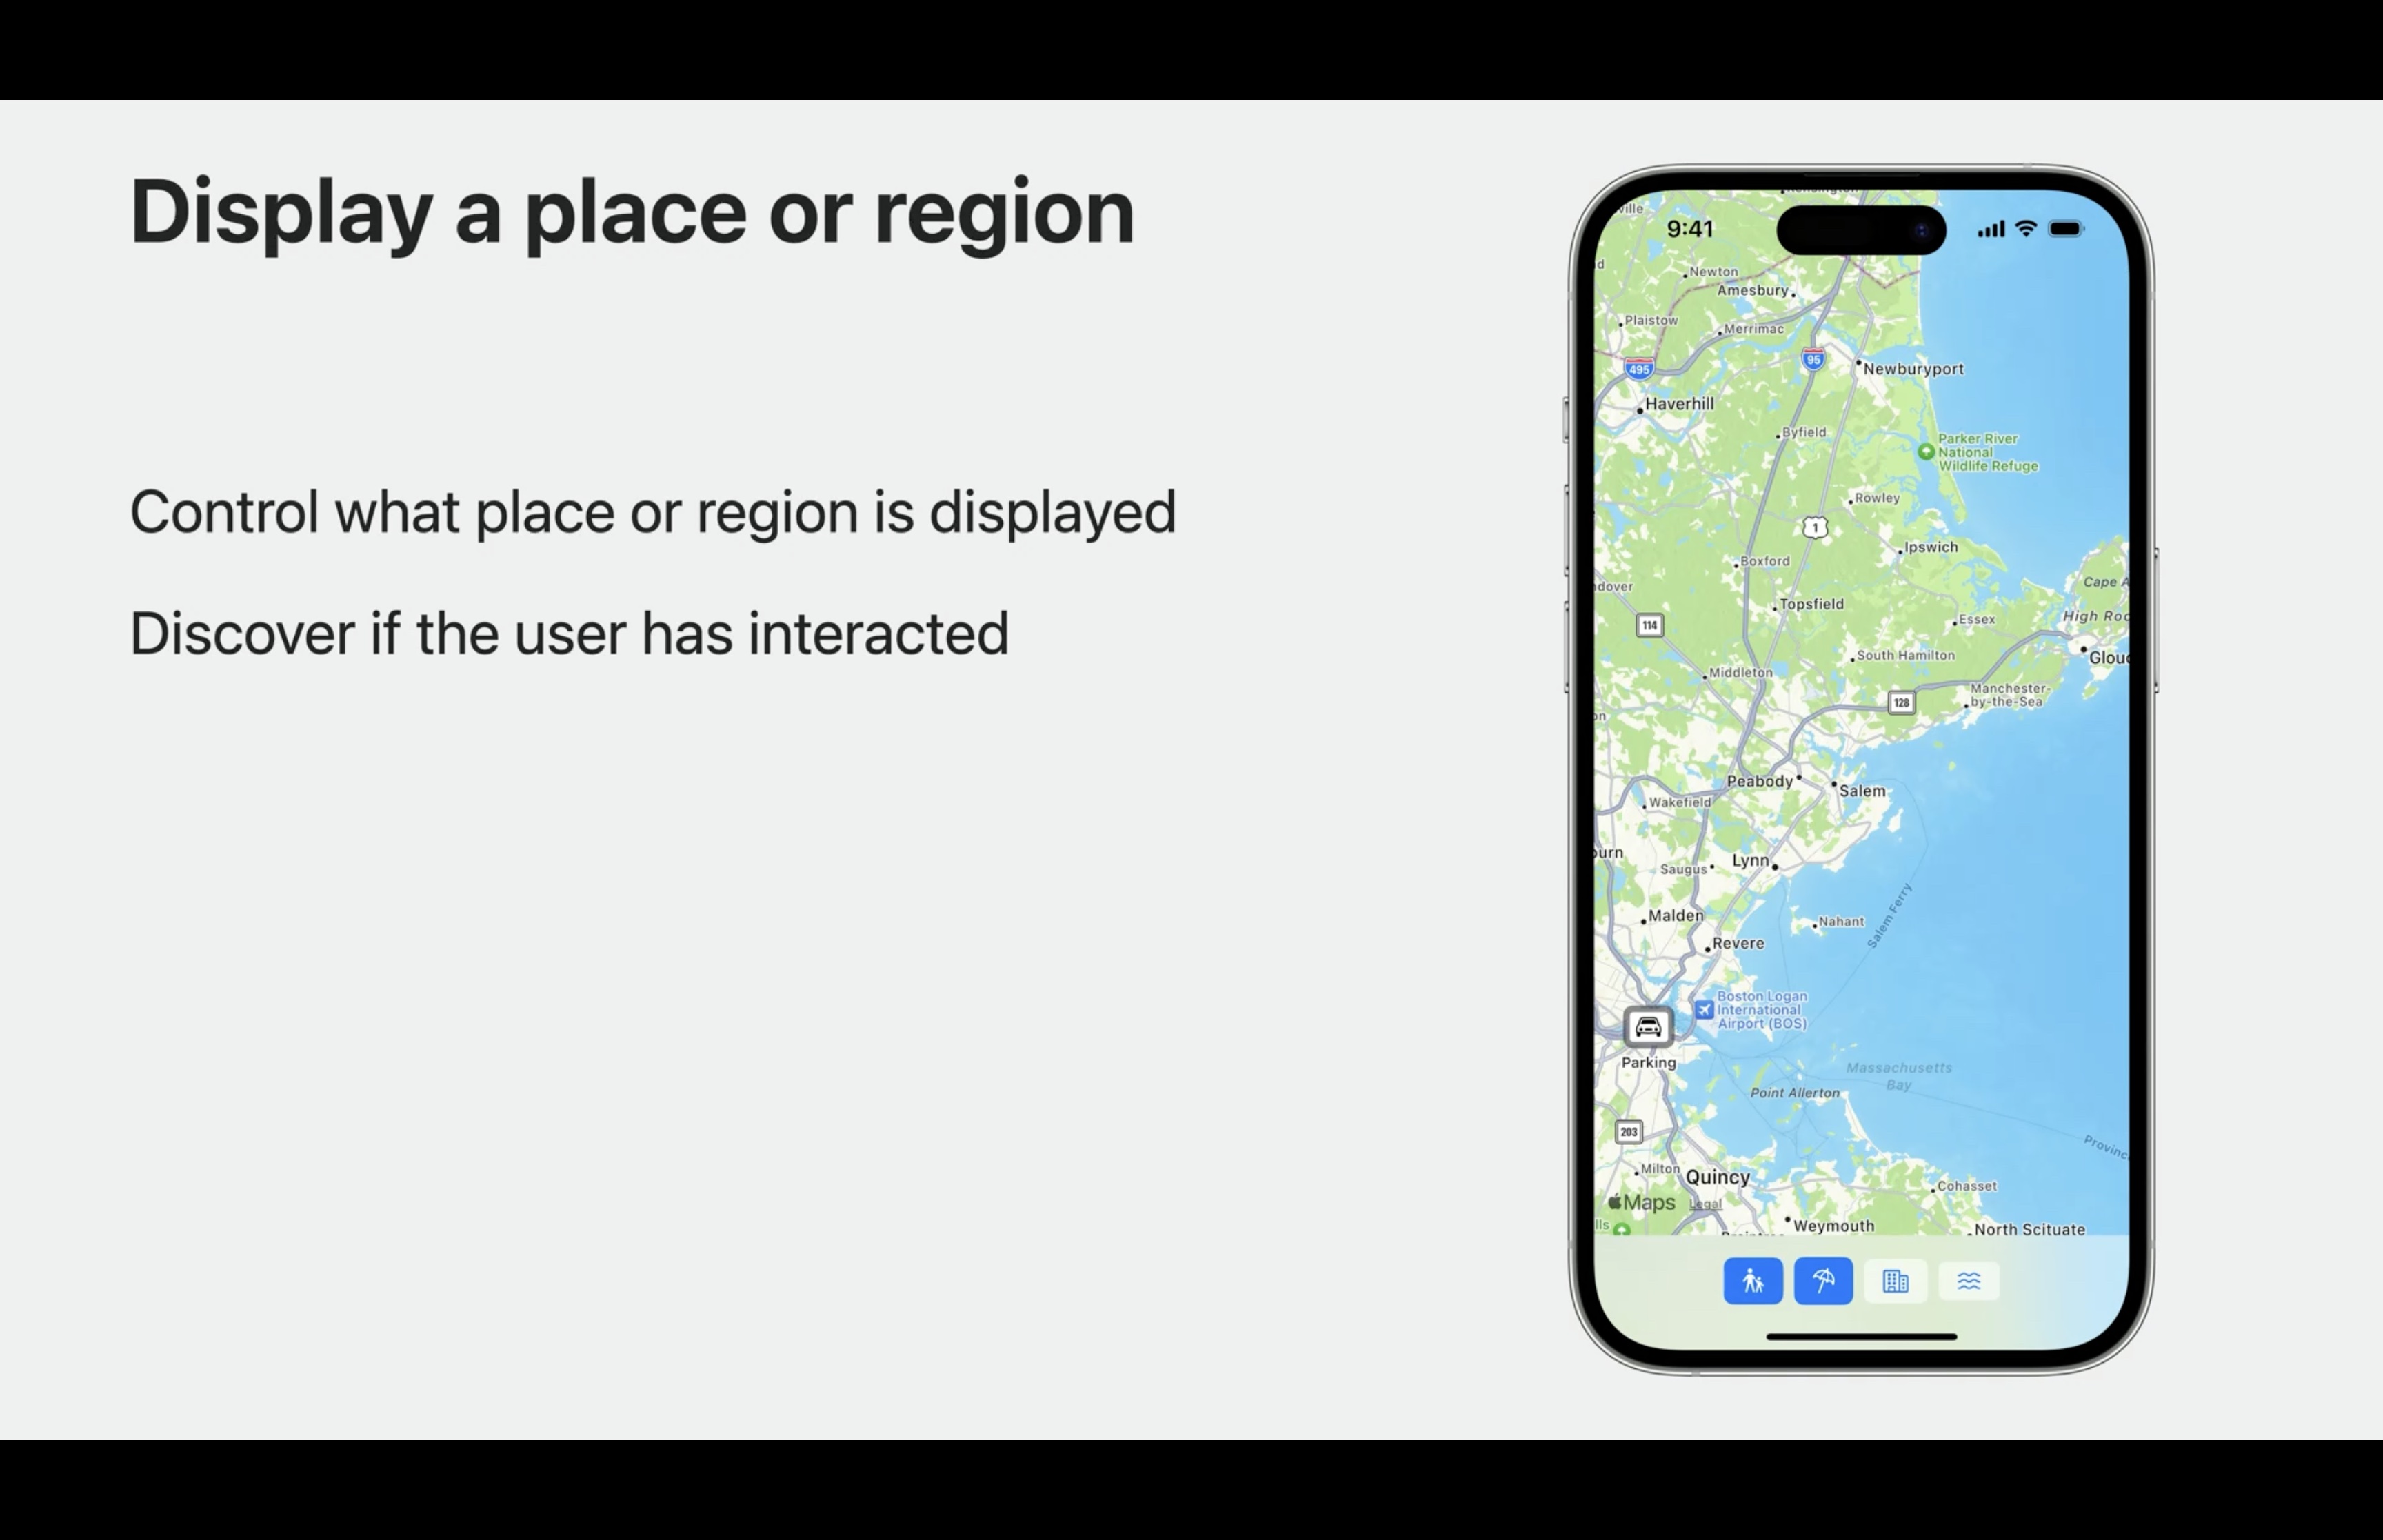 Display a place or region
Control what place or region is displayed
Discover if the user has interacted
9:41
Newton
Amesbury
Plaistow
Merrimac
95
495
Newburyport
Haverhill
Byfield
Parker River
National
Wildlife Refuge
Rowley
1
Ipswich
Boxford
Cape A
dover
Topsfield
High Roc
Essex
114
South Hamilton
Glouc
Middleton
Manchester-
by-the-Sea
128
on
Peabody
Salem
Wakefield
burn
Lynn
Saugus
Malden
Nahant
Salem Ferry
Revere
Boston Logan
International
Airport (BOS)
Parking
Massachusetts
Bay
Point Allerton
203
Provinc
Milton
Quincy
Cohasset
Maps
Legal
lls
Weymouth
North Scituate